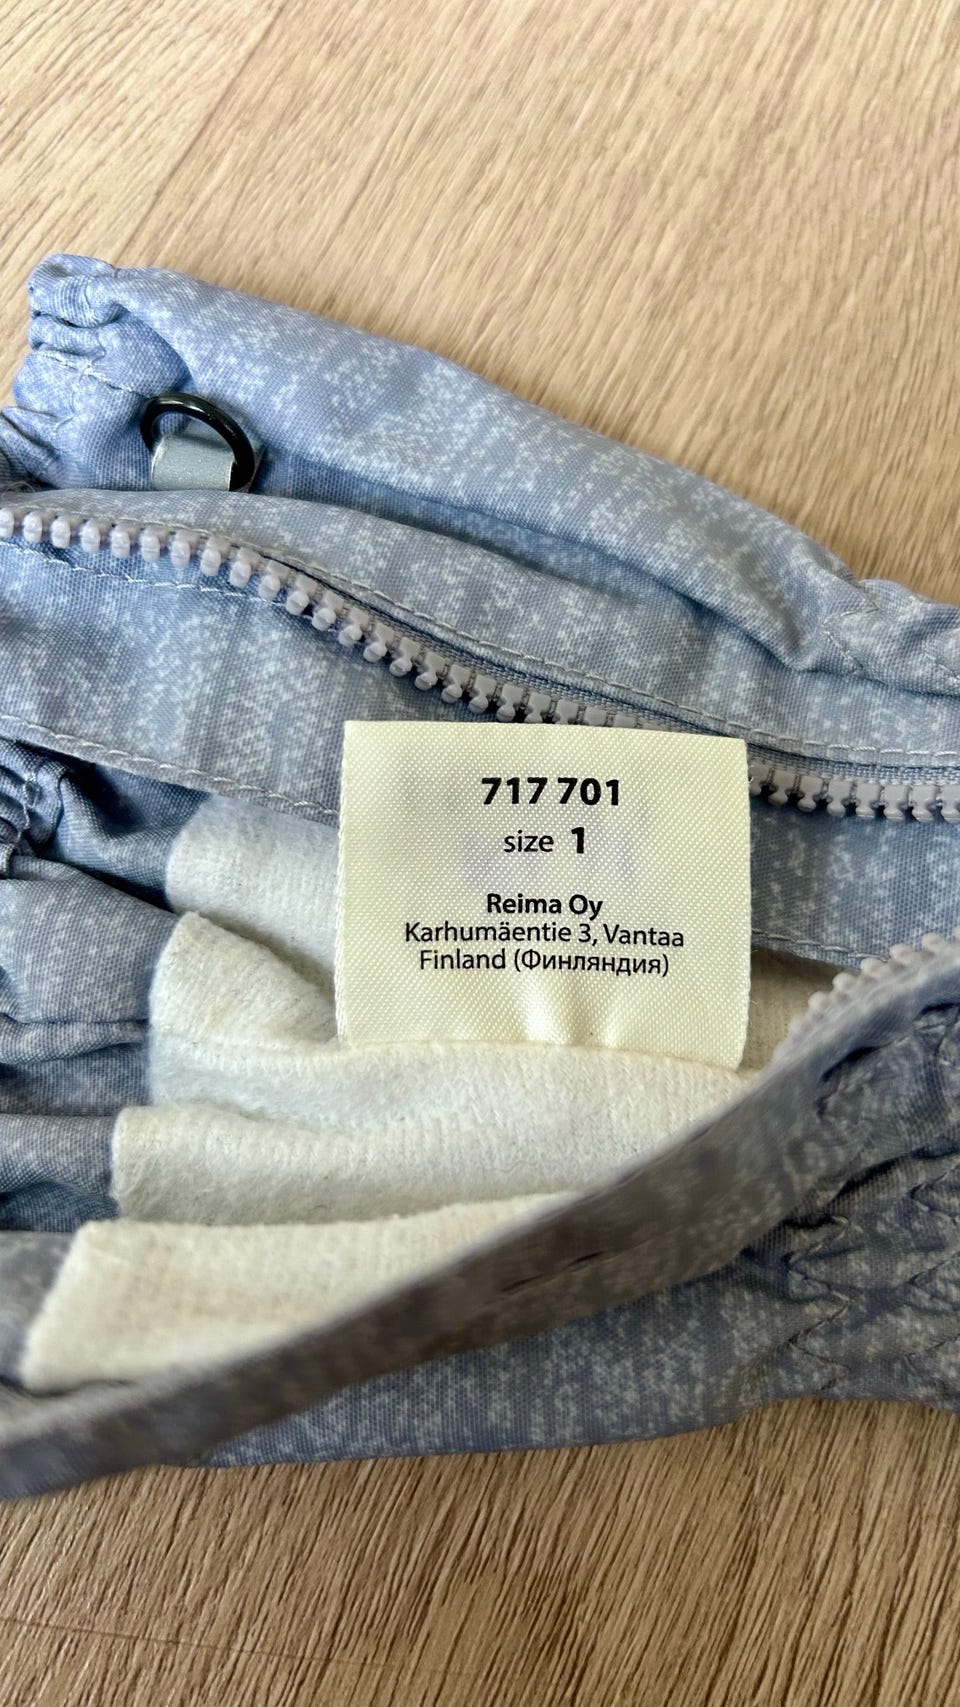 717 701
size 1
Reima Oy
Karhumäentie 3, Vantaa
Finland (Финляндия)